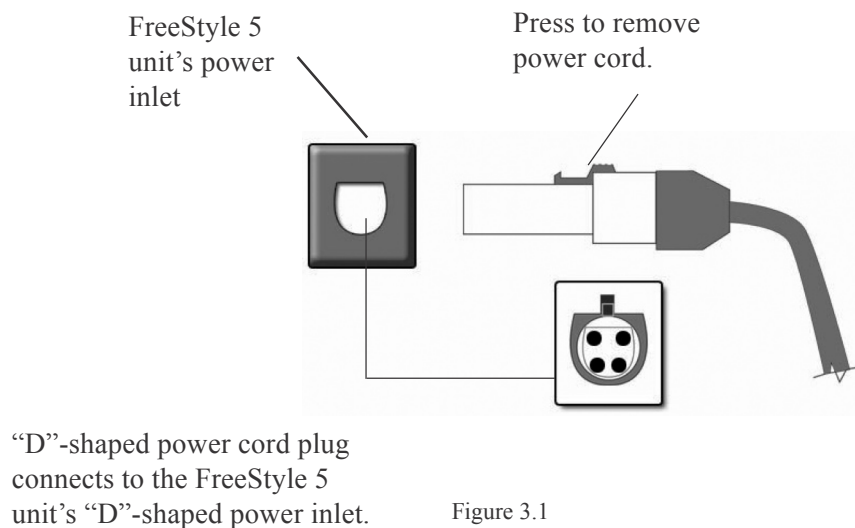 FreeStyle 5
unit’s power
inlet
Press to remove
power cord.
“D”-shaped power cord plug
connects to the FreeStyle 5
unit’s “D”-shaped power inlet.
Figure 3.1